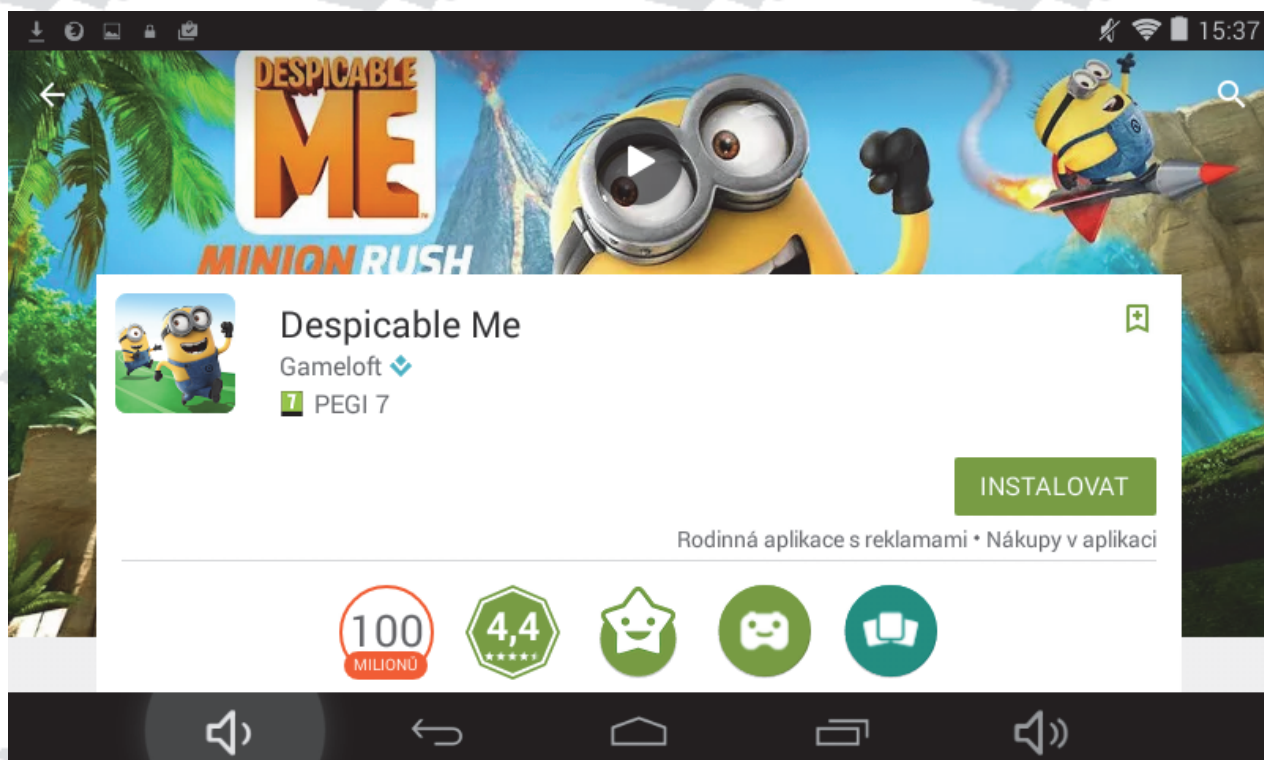 15:37
DESPICABLE
ME
MINION RUSH
Despicable Me
Gameloft
7 PEGI 7
INSTALOVAT
Rodinná aplikace s reklamami • Nákupy v aplikaci
100
MILIONŮ
4,4